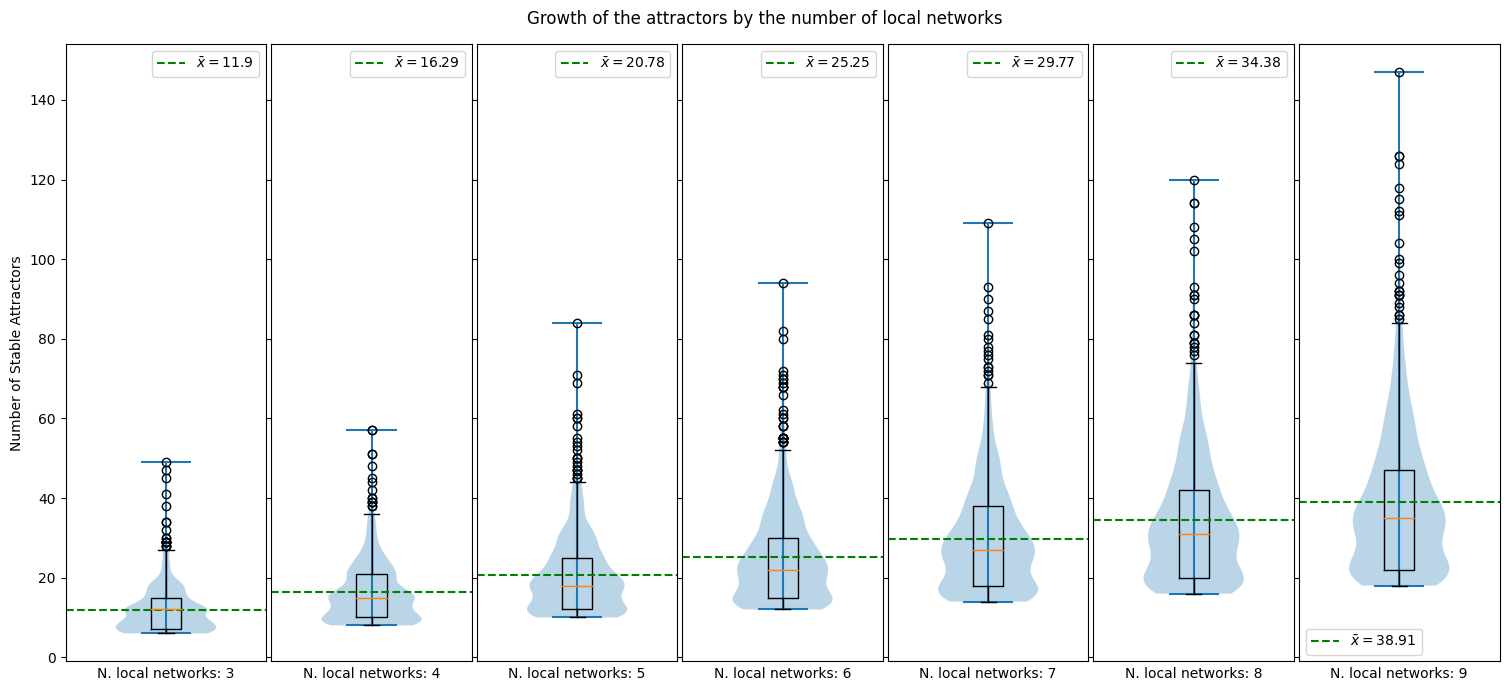 Growth of the attractors by the number of local networks
Number of Stable Attractors
140
120
100
80
60
40
20
0
x̄ = 11.9
x̄ = 16.29
x̄ = 20.78
x̄ = 25.25
x̄ = 29.77
x̄ = 34.38
x̄ = 38.91
N. local networks: 3
N. local networks: 4
N. local networks: 5
N. local networks: 6
N. local networks: 7
N. local networks: 8
N. local networks: 9